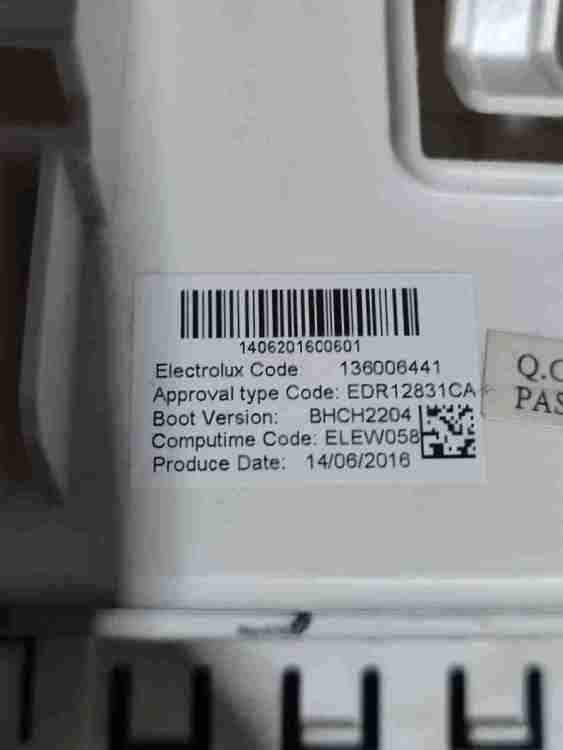 1406201600601
Electrolux Code: 136006441
Approval type Code: EDR12831CA
Boot Version: BHCH2204
Computime Code: ELEW058
Produce Date: 14/06/2016
Q.C
PAS